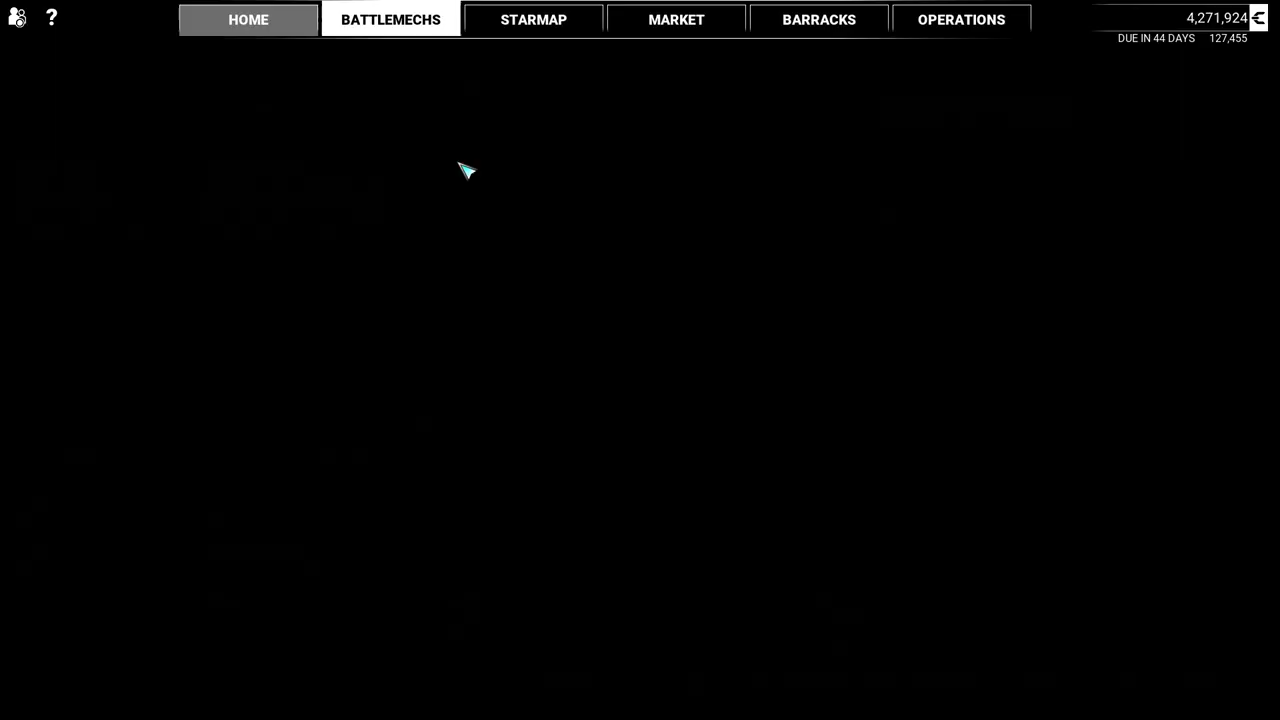 ?
HOME
BATTLEMECHS
STARMAP
MARKET
BARRACKS
OPERATIONS
4,271,924
DUE IN 44 DAYS 127,455